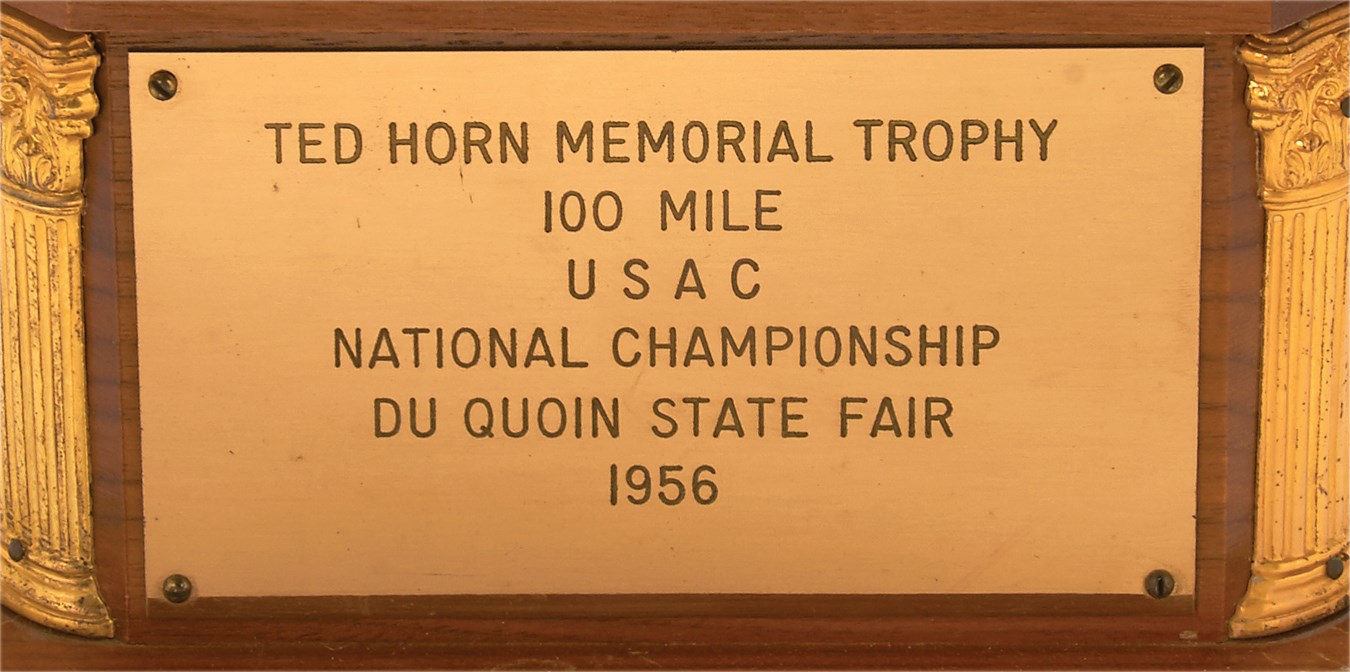 TED HORN MEMORIAL TROPHY
100 MILE
U S A C
NATIONAL CHAMPIONSHIP
DU QUOIN STATE FAIR
1956